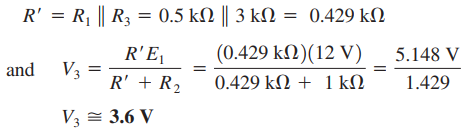 R′ = R₁ ∥ R₃ = 0.5 kΩ ∥ 3 kΩ = 0.429 kΩ
and V₃ = R′E₁ / (R′ + R₂) = (0.429 kΩ)(12 V) / (0.429 kΩ + 1 kΩ) = 5.148 V / 1.429
V₃ ≅ 3.6 V